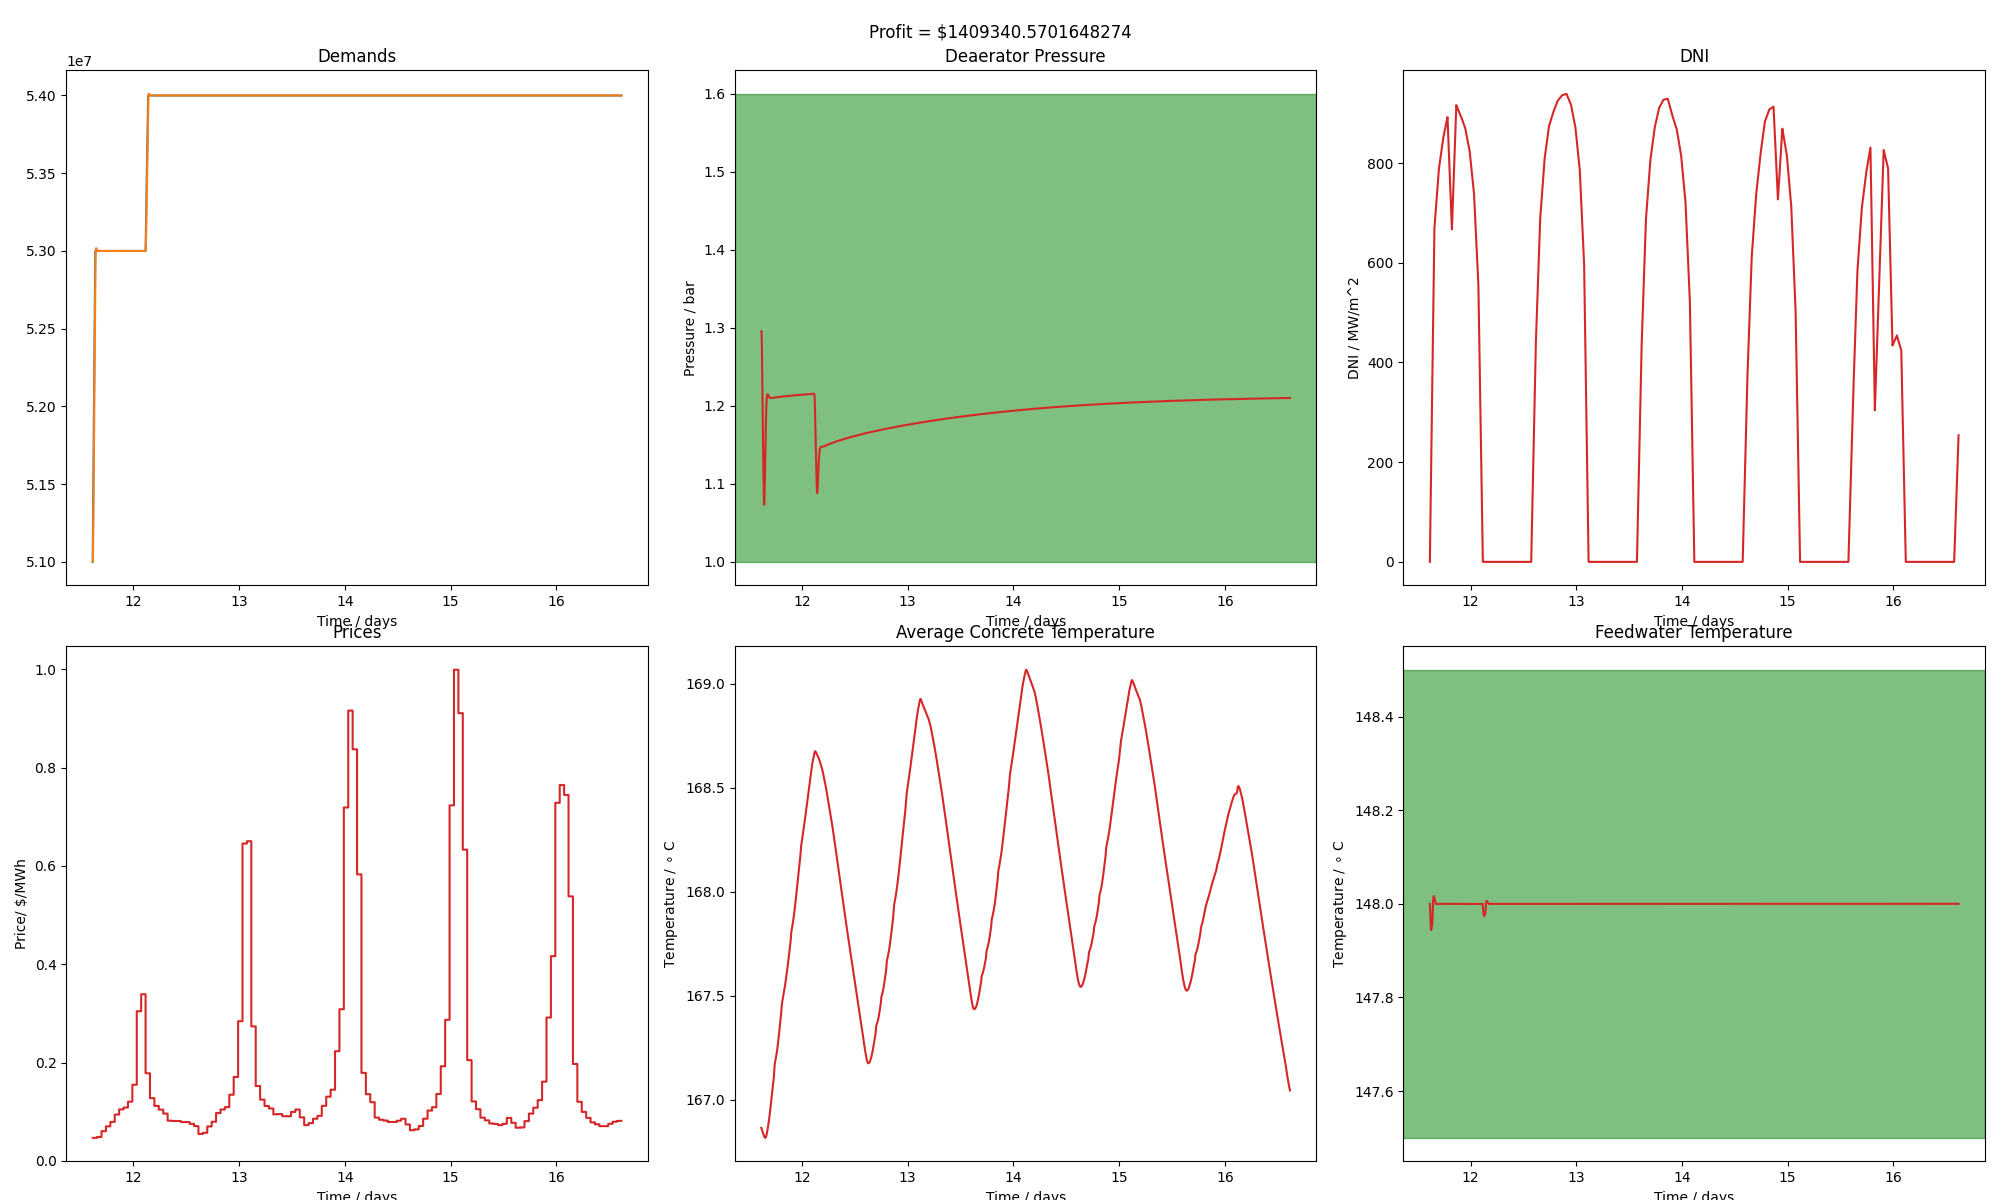 Profit = $1409340.5701648274
Demands
1e7
5.40
5.35
5.30
5.25
5.20
5.15
5.10
12 13 14 15 16
Time / days
Deaerator Pressure
Pressure / bar
1.6
1.5
1.4
1.3
1.2
1.1
1.0
12 13 14 15 16
Time / days
DNI
DNI / MW/m^2
800
600
400
200
0
12 13 14 15 16
Time / days
Prices
Price/ $/MWh
1.0
0.8
0.6
0.4
0.2
0.0
12 13 14 15 16
Time / days
Average Concrete Temperature
Temperature / ∘ C
169.0
168.5
168.0
167.5
167.0
12 13 14 15 16
Time / days
Feedwater Temperature
Temperature / ∘ C
148.4
148.2
148.0
147.8
147.6
12 13 14 15 16
Time / days